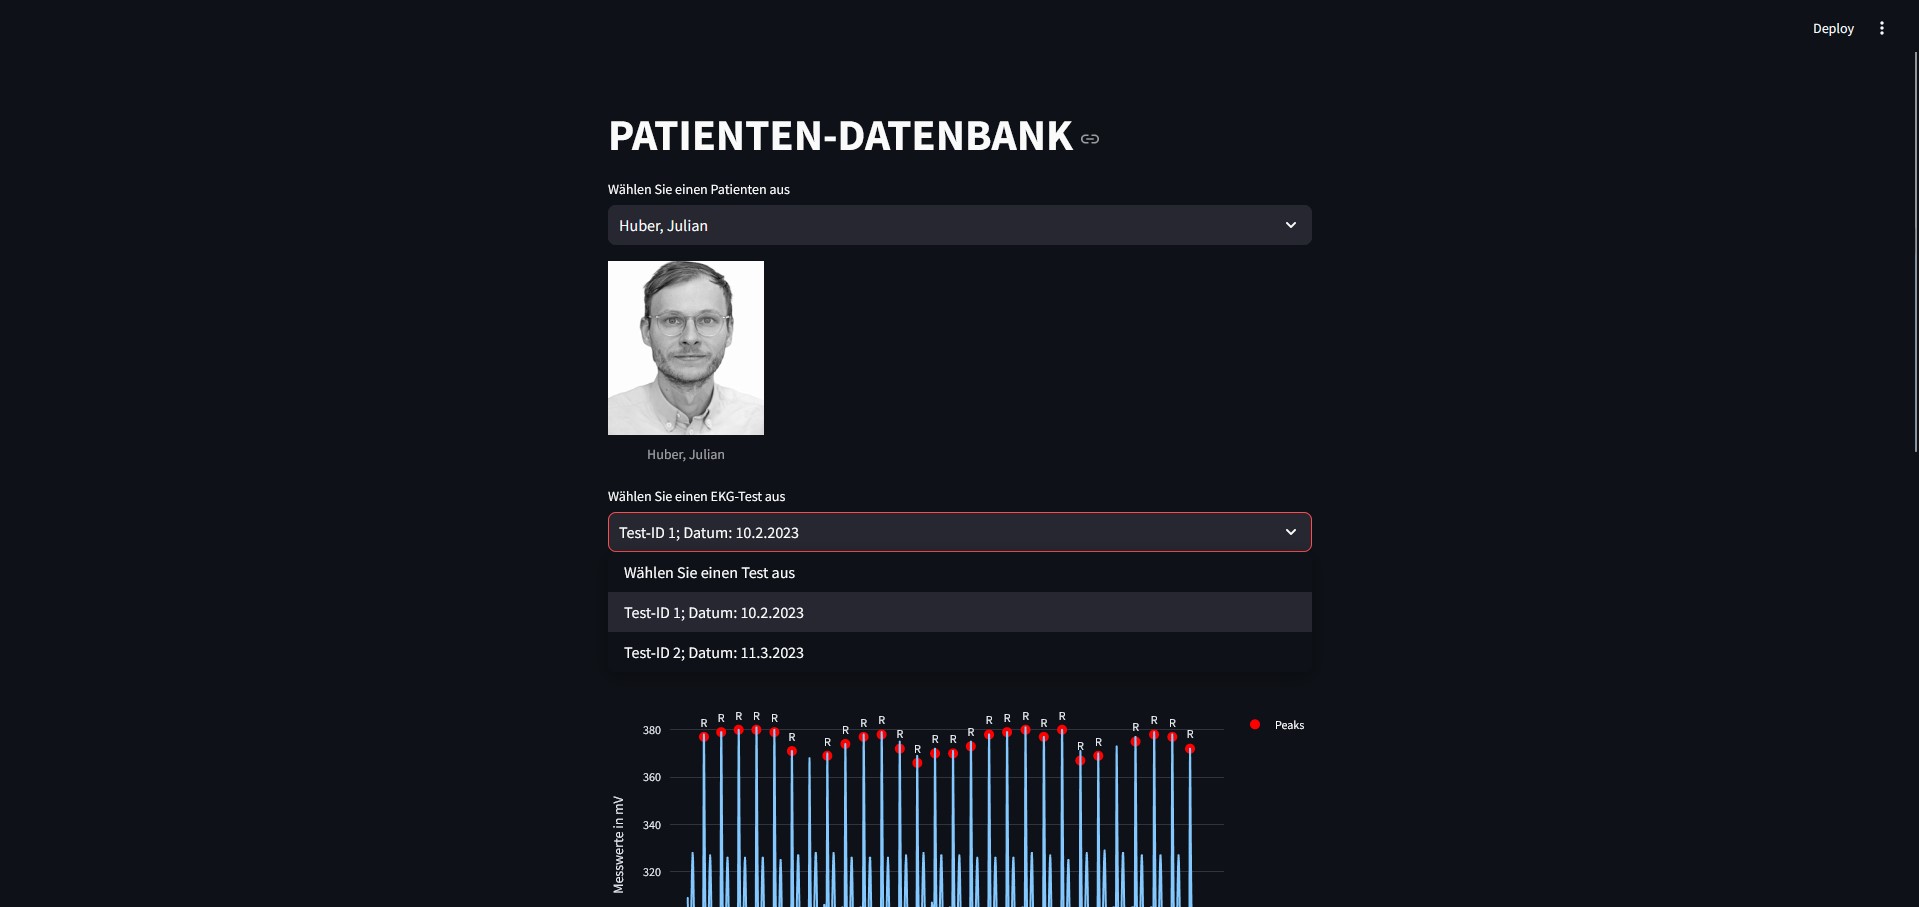 Deploy
PATIENTEN-DATENBANK
Wählen Sie einen Patienten aus
Huber, Julian
Huber, Julian
Wählen Sie einen EKG-Test aus
Test-ID 1; Datum: 10.2.2023
Wählen Sie einen Test aus
Test-ID 1; Datum: 10.2.2023
Test-ID 2; Datum: 11.3.2023
R R R R R R R R R R R R R R R R R R R R R R R R R R
Peaks
380
360
340
320
Messwerte in mV